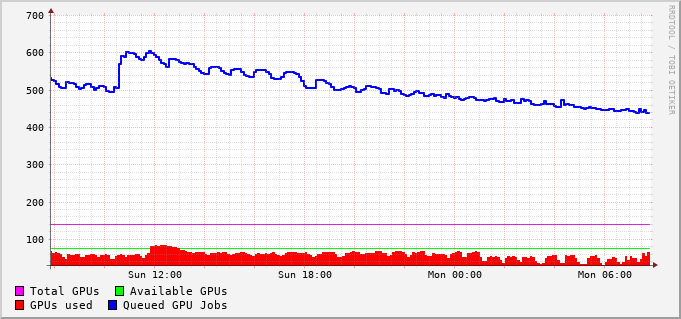 700
600
500
400
300
200
100
Sun 12:00 Sun 18:00 Mon 00:00 Mon 06:00
Total GPUs Available GPUs
GPUs used Queued GPU Jobs
RRDTOOL / TOBI OETIKER